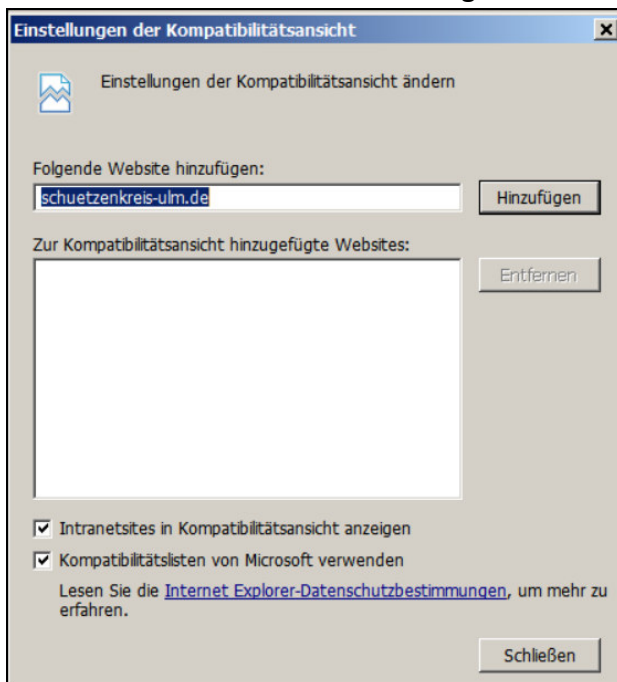 Einstellungen der Kompatibilitätsansicht
Einstellungen der Kompatibilitätsansicht ändern
Folgende Website hinzufügen:
schuetzenkreis-ulm.de
Hinzufügen
Zur Kompatibilitätsansicht hinzugefügte Websites:
Entfernen
Intranetsites in Kompatibilitätsansicht anzeigen
Kompatibilitätslisten von Microsoft verwenden
Lesen Sie die Internet Explorer-Datenschutzbestimmungen, um mehr zu
erfahren.
Schließen